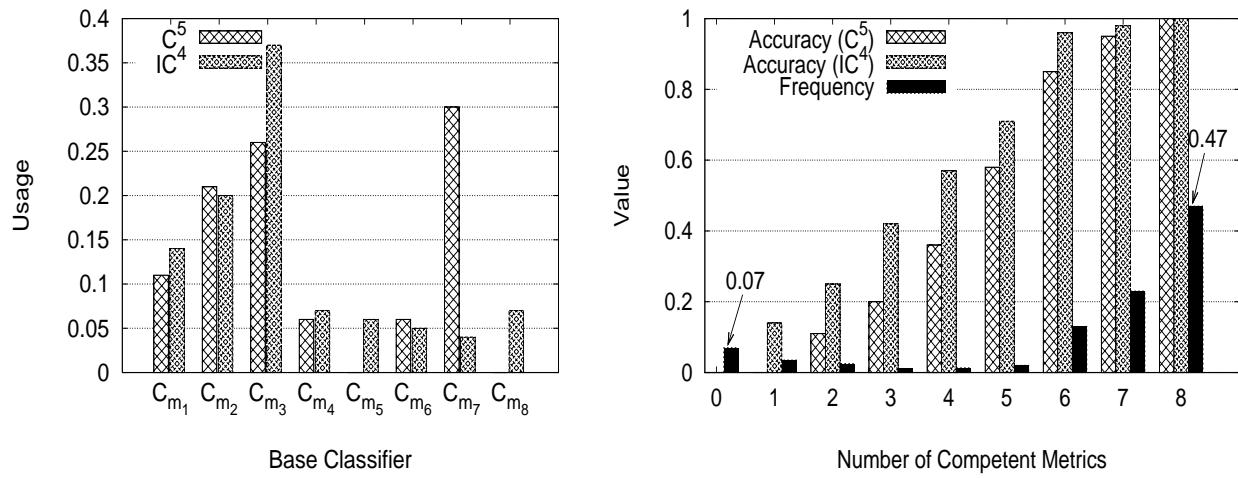 0.4
0.35
0.3
0.25
0.2
0.15
0.1
0.05
0
Usage
C⁵
IC⁴
Cₘ₁ Cₘ₂ Cₘ₃ Cₘ₄ Cₘ₅ Cₘ₆ Cₘ₇ Cₘ₈
Base Classifier
1
0.8
0.6
0.4
0.2
0
Value
Accuracy (C⁵)
Accuracy (IC⁴)
Frequency
0.47
0.07
0 1 2 3 4 5 6 7 8
Number of Competent Metrics